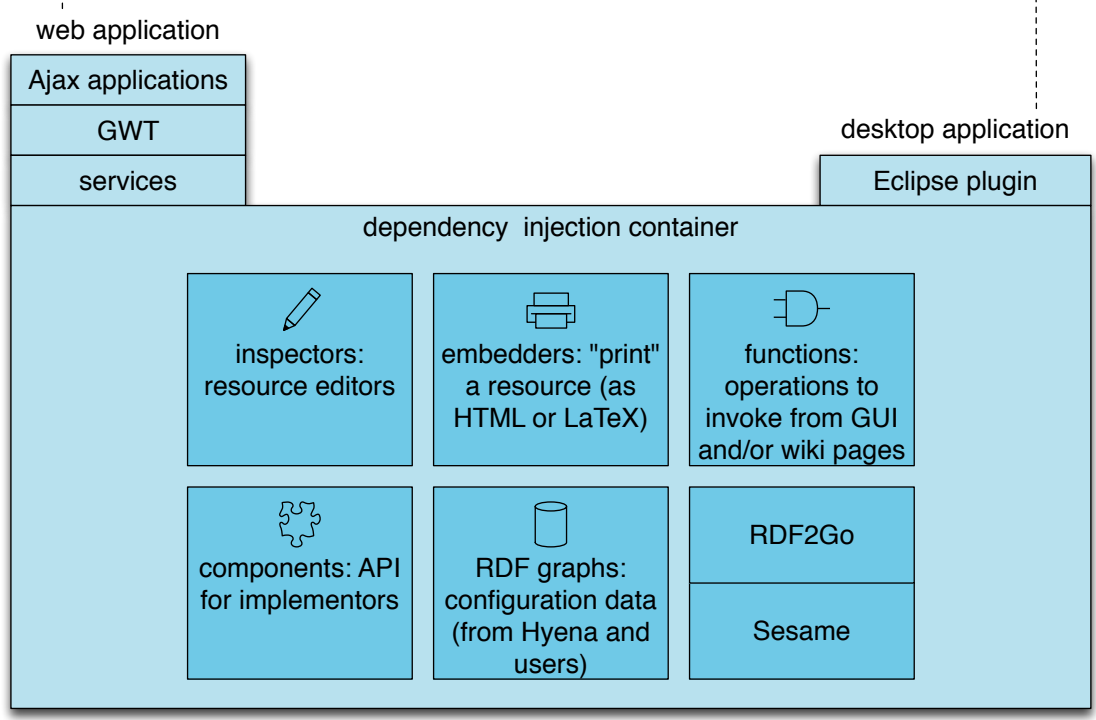 web application
Ajax applications
GWT
services
desktop application
Eclipse plugin
dependency injection container
inspectors:
resource editors
embedders: "print"
a resource (as
HTML or LaTeX)
functions:
operations to
invoke from GUI
and/or wiki pages
components: API
for implementors
RDF graphs:
configuration data
(from Hyena and
users)
RDF2Go
Sesame